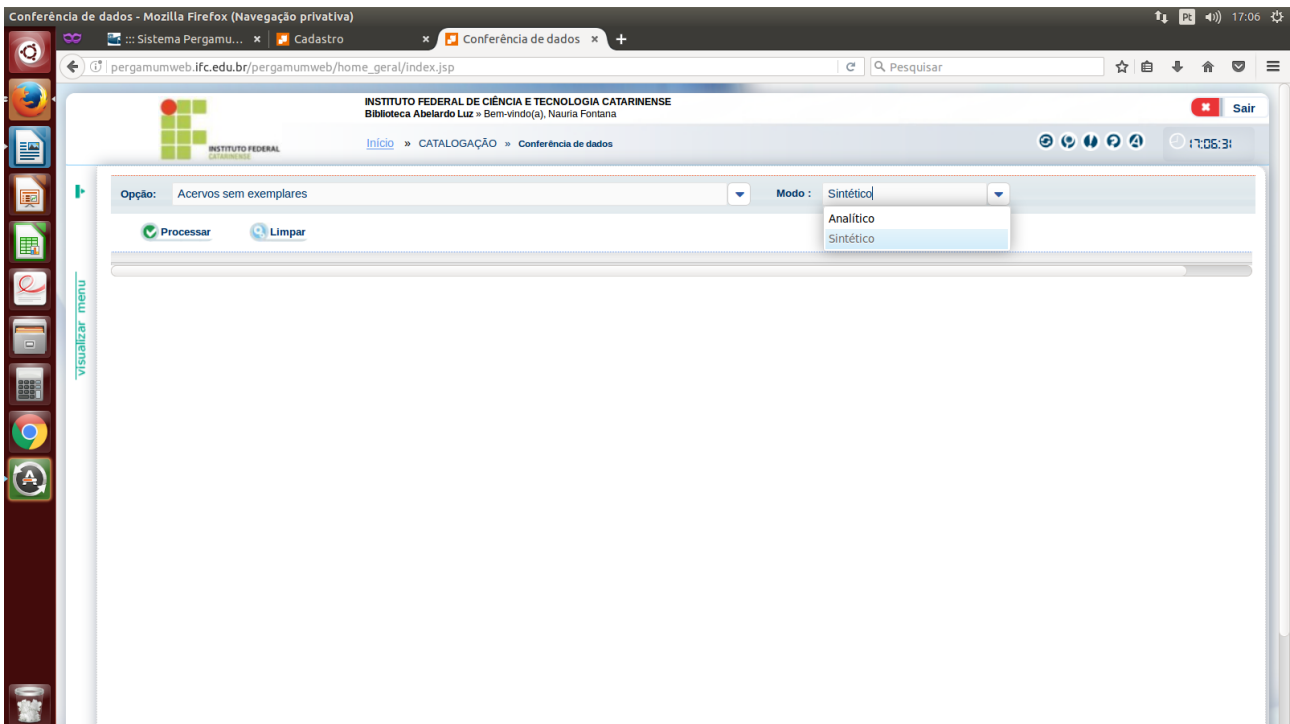 Conferência de dados - Mozilla Firefox (Navegação privativa)
Pt
17:06
::: Sistema Pergamu... ×
Cadastro ×
Conferência de dados ×
+
pergamumweb.ifc.edu.br/pergamumweb/home_geral/index.jsp
Pesquisar
INSTITUTO FEDERAL
CATARINENSE
INSTITUTO FEDERAL DE CIÊNCIA E TECNOLOGIA CATARINENSE
Biblioteca Abelardo Luz » Bem-vindo(a), Nauria Fontana
Sair
Início » CATALOGAÇÃO » Conferência de dados
Opção: Acervos sem exemplares
Modo : Sintético
Analítico
Sintético
Processar
Limpar
visualizar menu